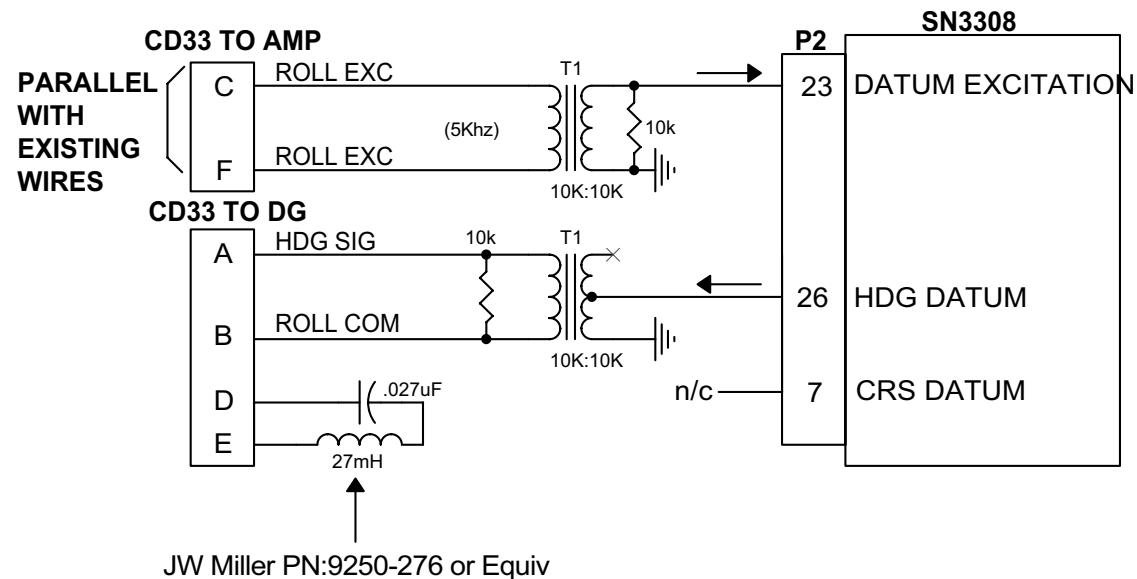 SN3308
CD33 TO AMP
P2
PARALLEL
WITH
EXISTING
WIRES
C
ROLL EXC
T1
23
DATUM EXCITATION
(5Khz)
10k
F
ROLL EXC
10K:10K
CD33 TO DG
A
HDG SIG
10k
T1
26
HDG DATUM
B
ROLL COM
10K:10K
D
.027uF
n/c
7
CRS DATUM
E
27mH
JW Miller PN:9250-276 or Equiv